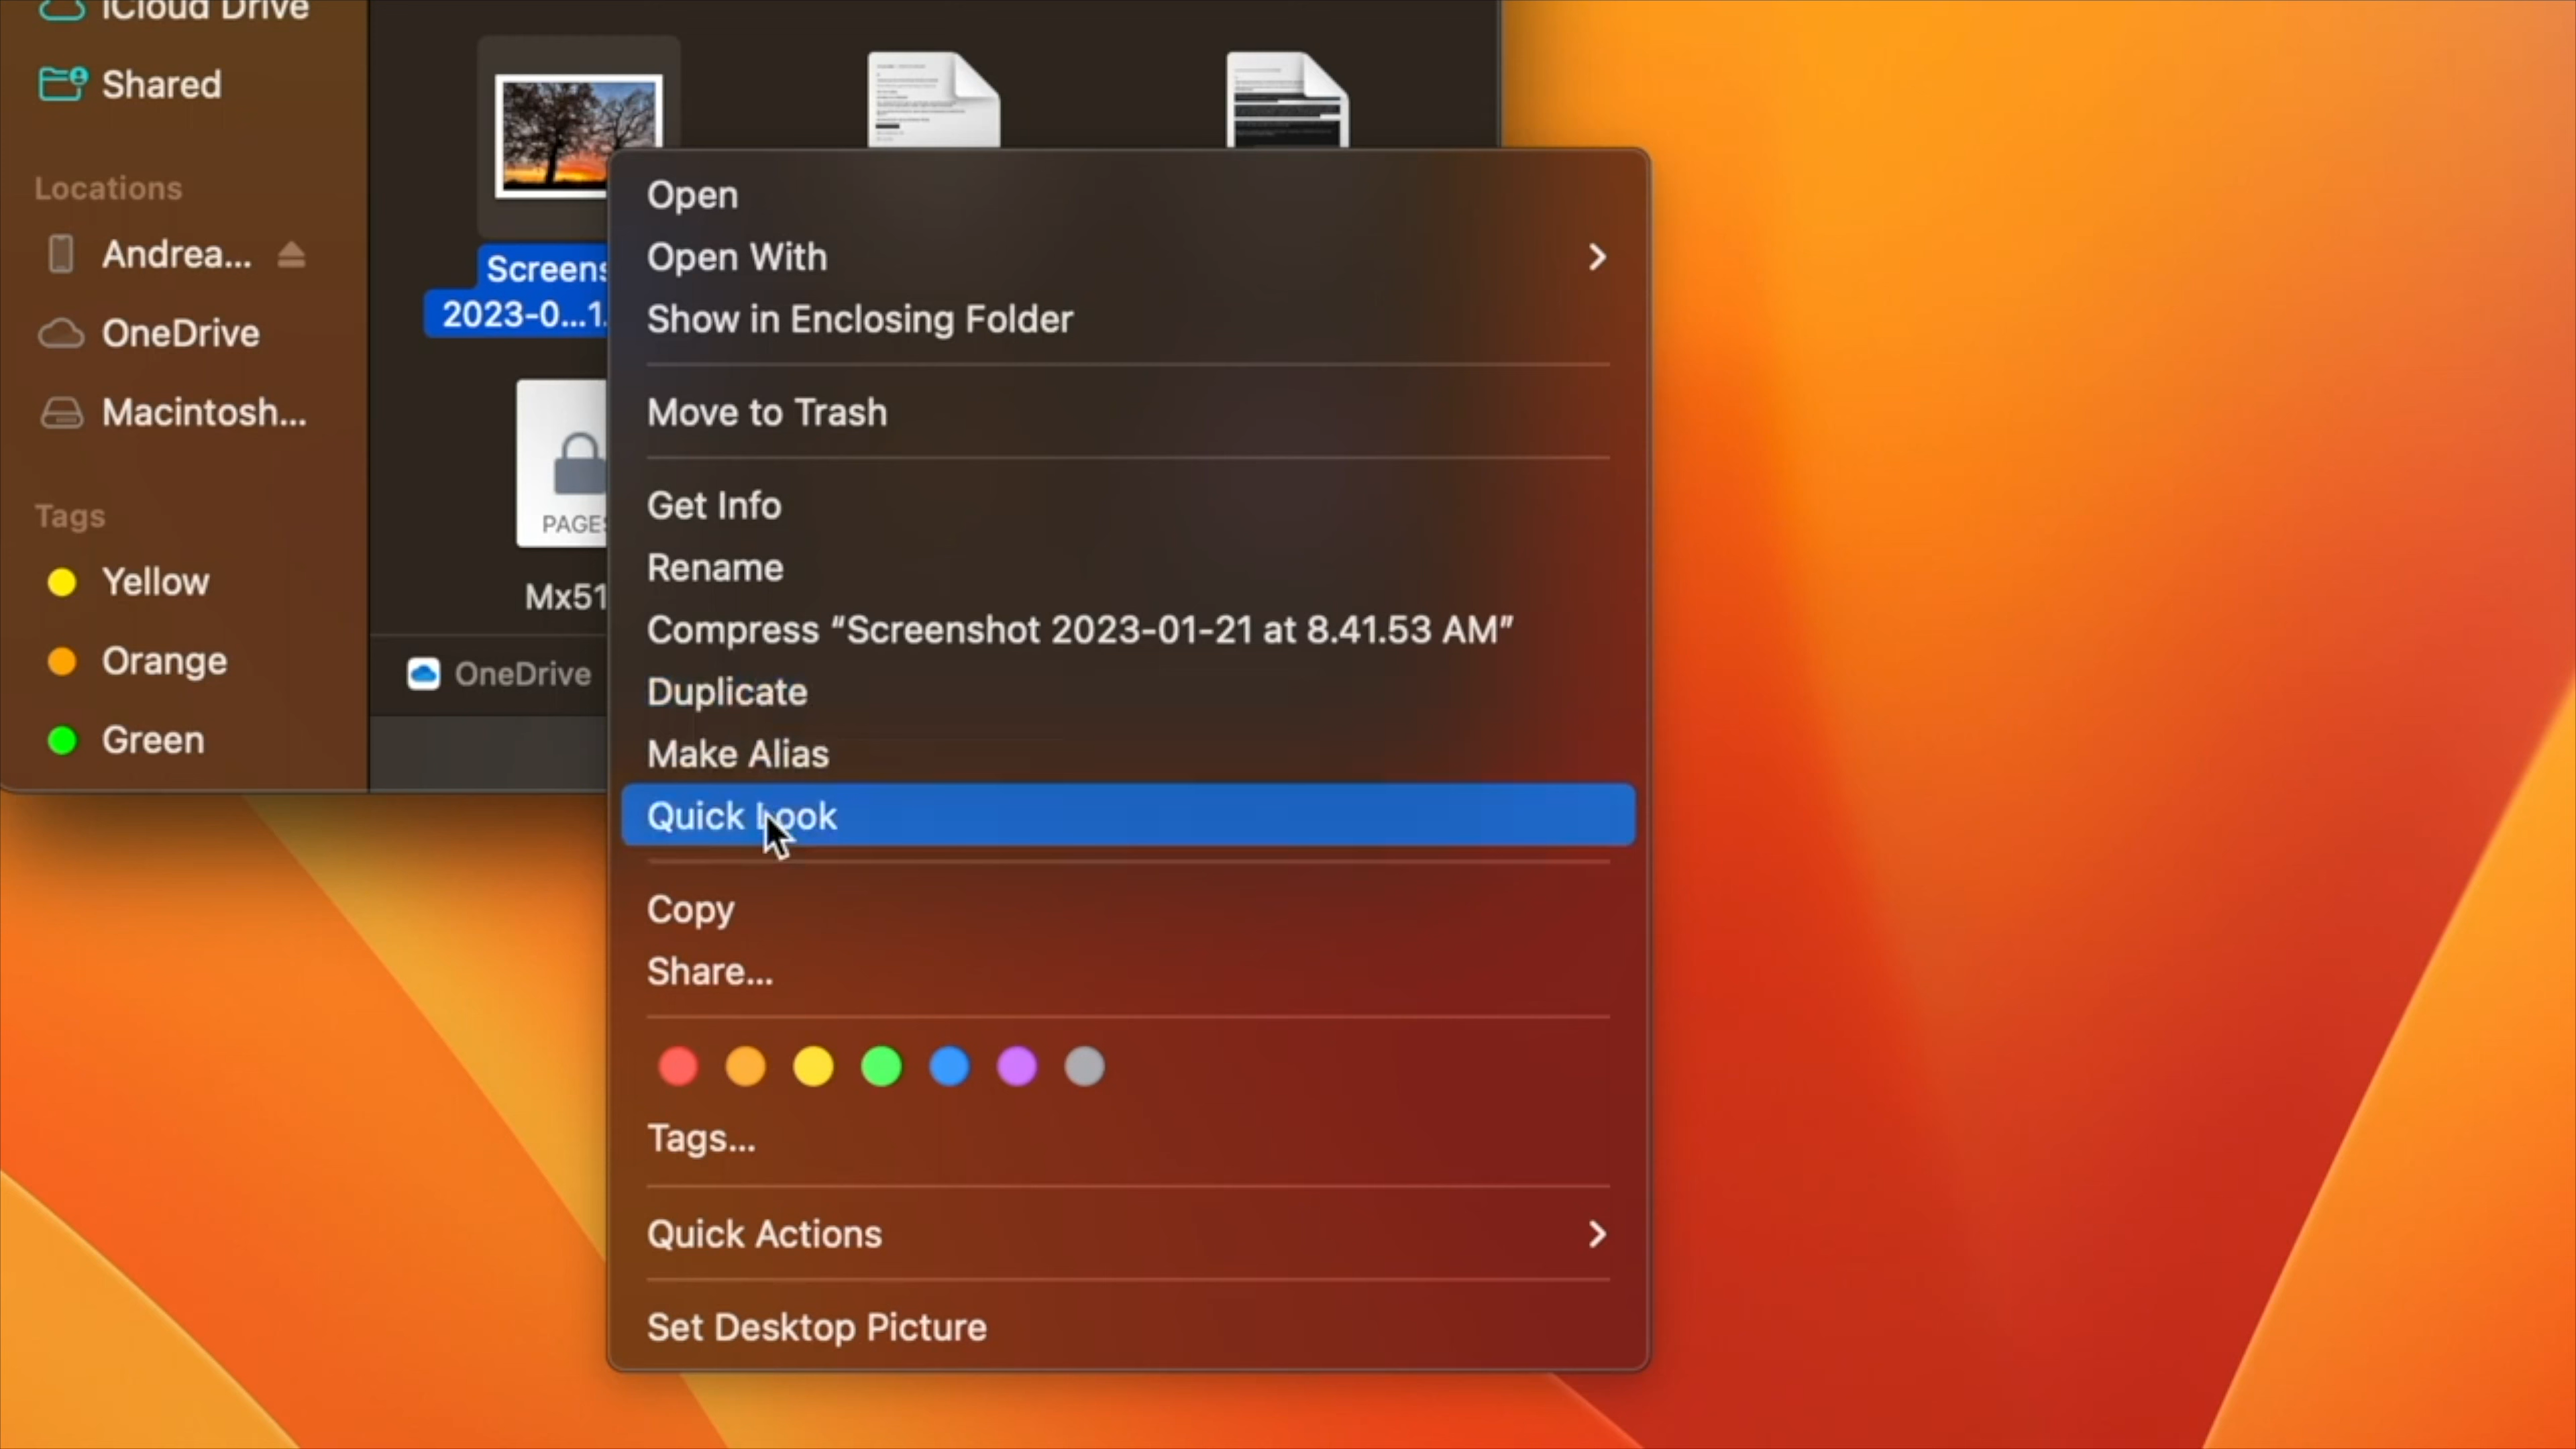 iCloud Drive
Shared
Locations
Andrea...
OneDrive
Macintosh...
Tags
Yellow
Orange
Green
Screens
2023-0...1.
PAGES
Mx51
OneDrive
Open
Open With
Show in Enclosing Folder
Move to Trash
Get Info
Rename
Compress “Screenshot 2023-01-21 at 8.41.53 AM”
Duplicate
Make Alias
Quick Look
Copy
Share...
Tags...
Quick Actions
Set Desktop Picture